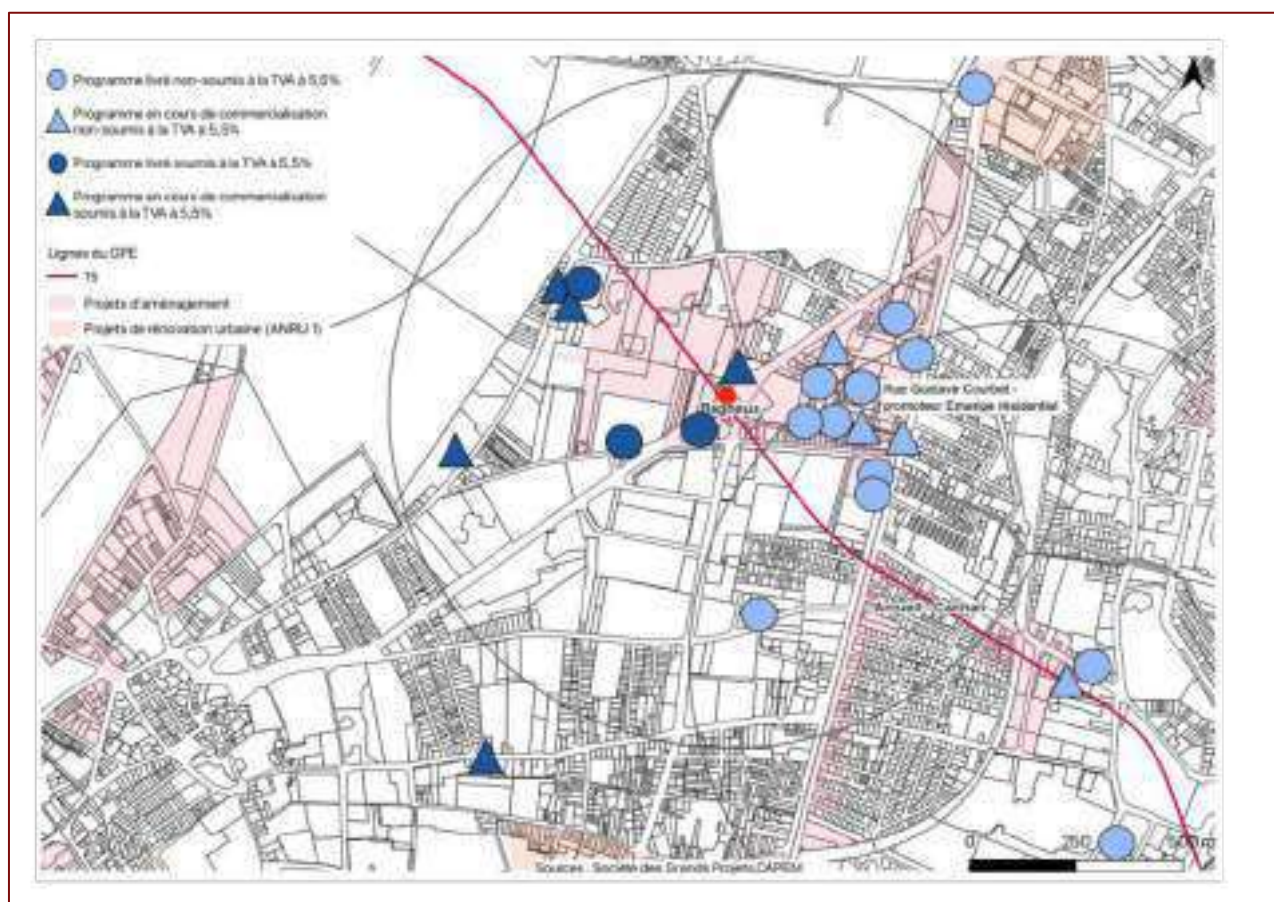 Programme livré non-soumis à la TVA à 5,5%
Programme en cours de commercialisation
non-soumis à la TVA à 5,5%
Programme livré soumis à la TVA à 5,5%
Programme en cours de commercialisation
soumis à la TVA à 5,5%
Lignes du GPE
15
Projets d'aménagement
Projets de rénovation urbaine (ANRU 1)
Rue Gustave Courbet -
promoteur Emerige résidentiel
Bagneux
Arcueil - Cachan
0 250 500 m
Sources : Société des Grands Projets, CAPEM